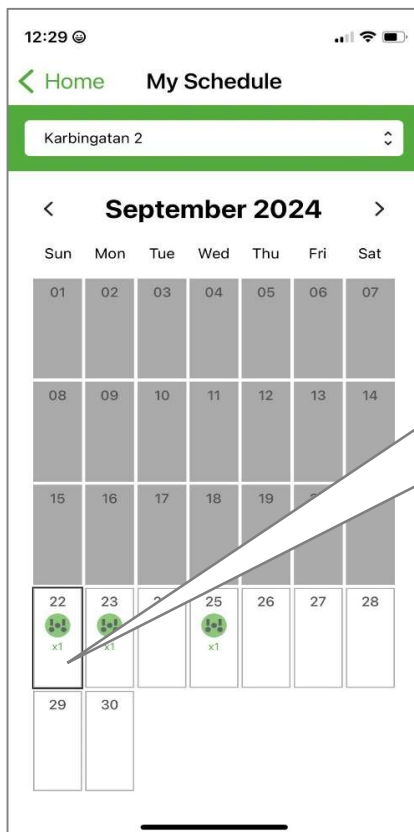 12:29
Home My Schedule
Karbingatan 2
September 2024
Sun Mon Tue Wed Thu Fri Sat
01 02 03 04 05 06 07
08 09 10 11 12 13 14
15 16 17 18 19
22 23 25 26 27 28
x1 x1 x1
29 30